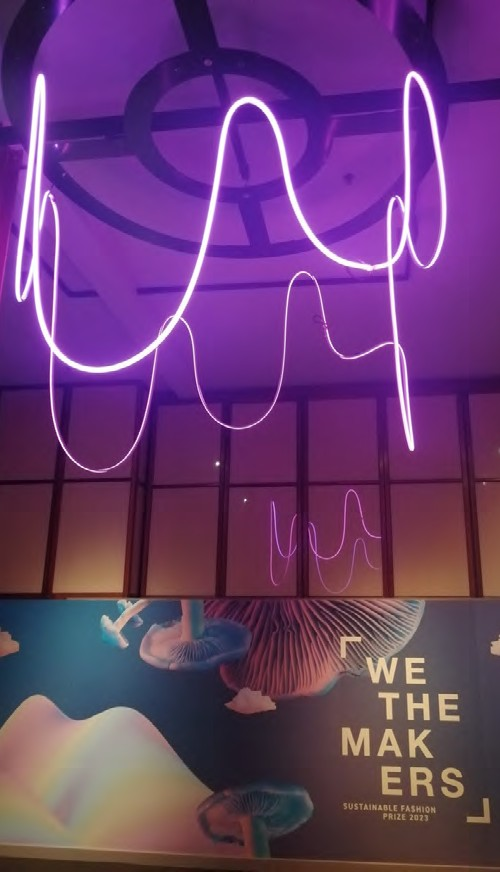 WE
THE
MAK
ERS
SUSTAINABLE FASHION
PRIZE 2023